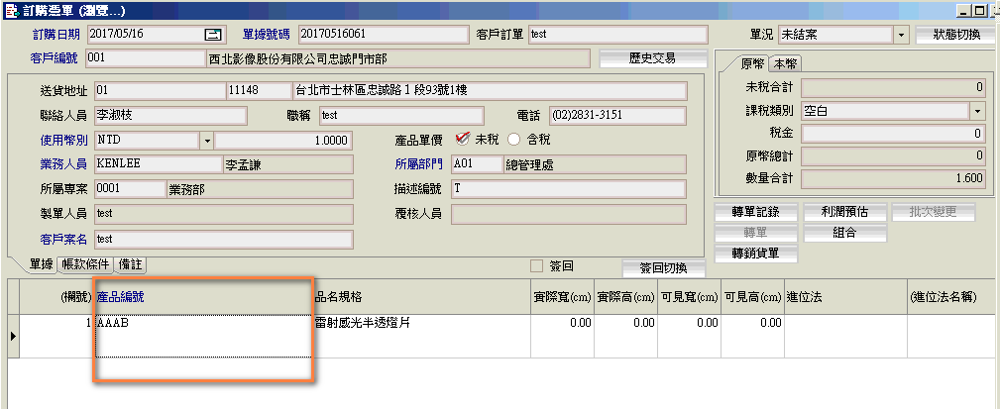 訂購憑單 (瀏覽...)
訂購日期 2017/05/16 單據號碼 20170516061 客戶訂單 test 單況 未結案 狀態切換
客戶編號 001 西北影像股份有限公司忠誠門市部 歷史交易
原幣 本幣
送貨地址 01 11148 台北市士林區忠誠路1段93號1樓
聯絡人員 李淑枝 職稱 test 電話 (02)2831-3151
使用幣別 NTD 1.0000 產品單價 未稅 含稅
業務人員 KENLEE 李孟謙 所屬部門 A01 總管理處
所屬專案 0001 業務部 描述編號 T
製單人員 test 覆核人員
客戶案名 test
未稅合計 0
課稅類別 空白
稅金 0
原幣總計 0
數量合計 1.600
轉單記錄 利潤預估 批次變更
轉單 組合
轉銷貨單
單據 帳款條件 備註 簽回 簽回切換
(欄號) 產品編號 品名規格 實際寬(cm) 實際高(cm) 可見寬(cm) 可見高(cm) 進位法 (進位法名稱)
1 AAAB 雷射感光半透燈片 0.00 0.00 0.00 0.00